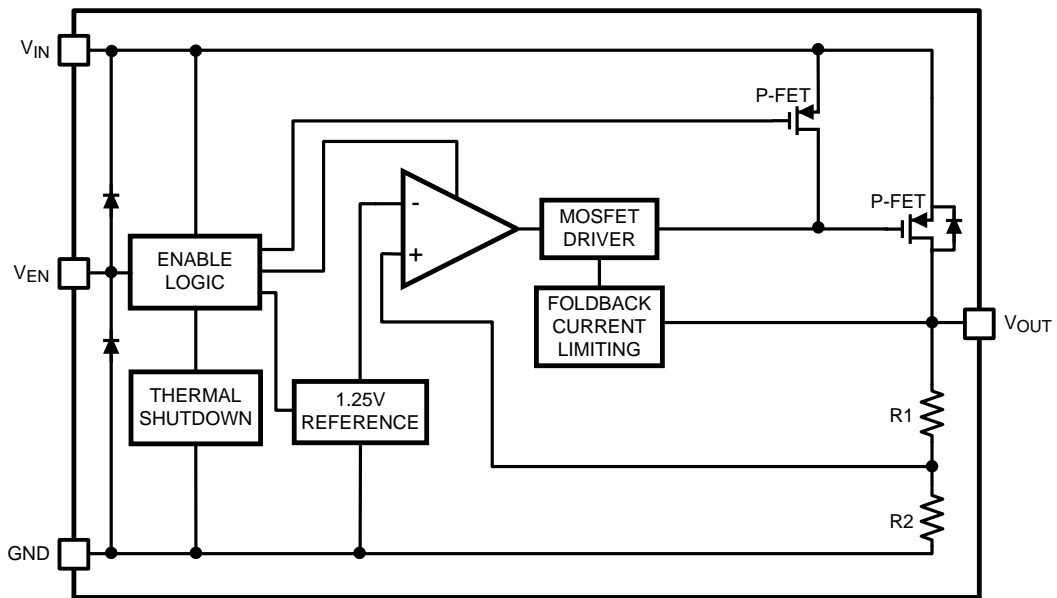 VIN
P-FET
P-FET
-
MOSFET
DRIVER
+
VEN
ENABLE
LOGIC
FOLDBACK
CURRENT
LIMITING
VOUT
THERMAL
SHUTDOWN
1.25V
REFERENCE
R1
R2
GND